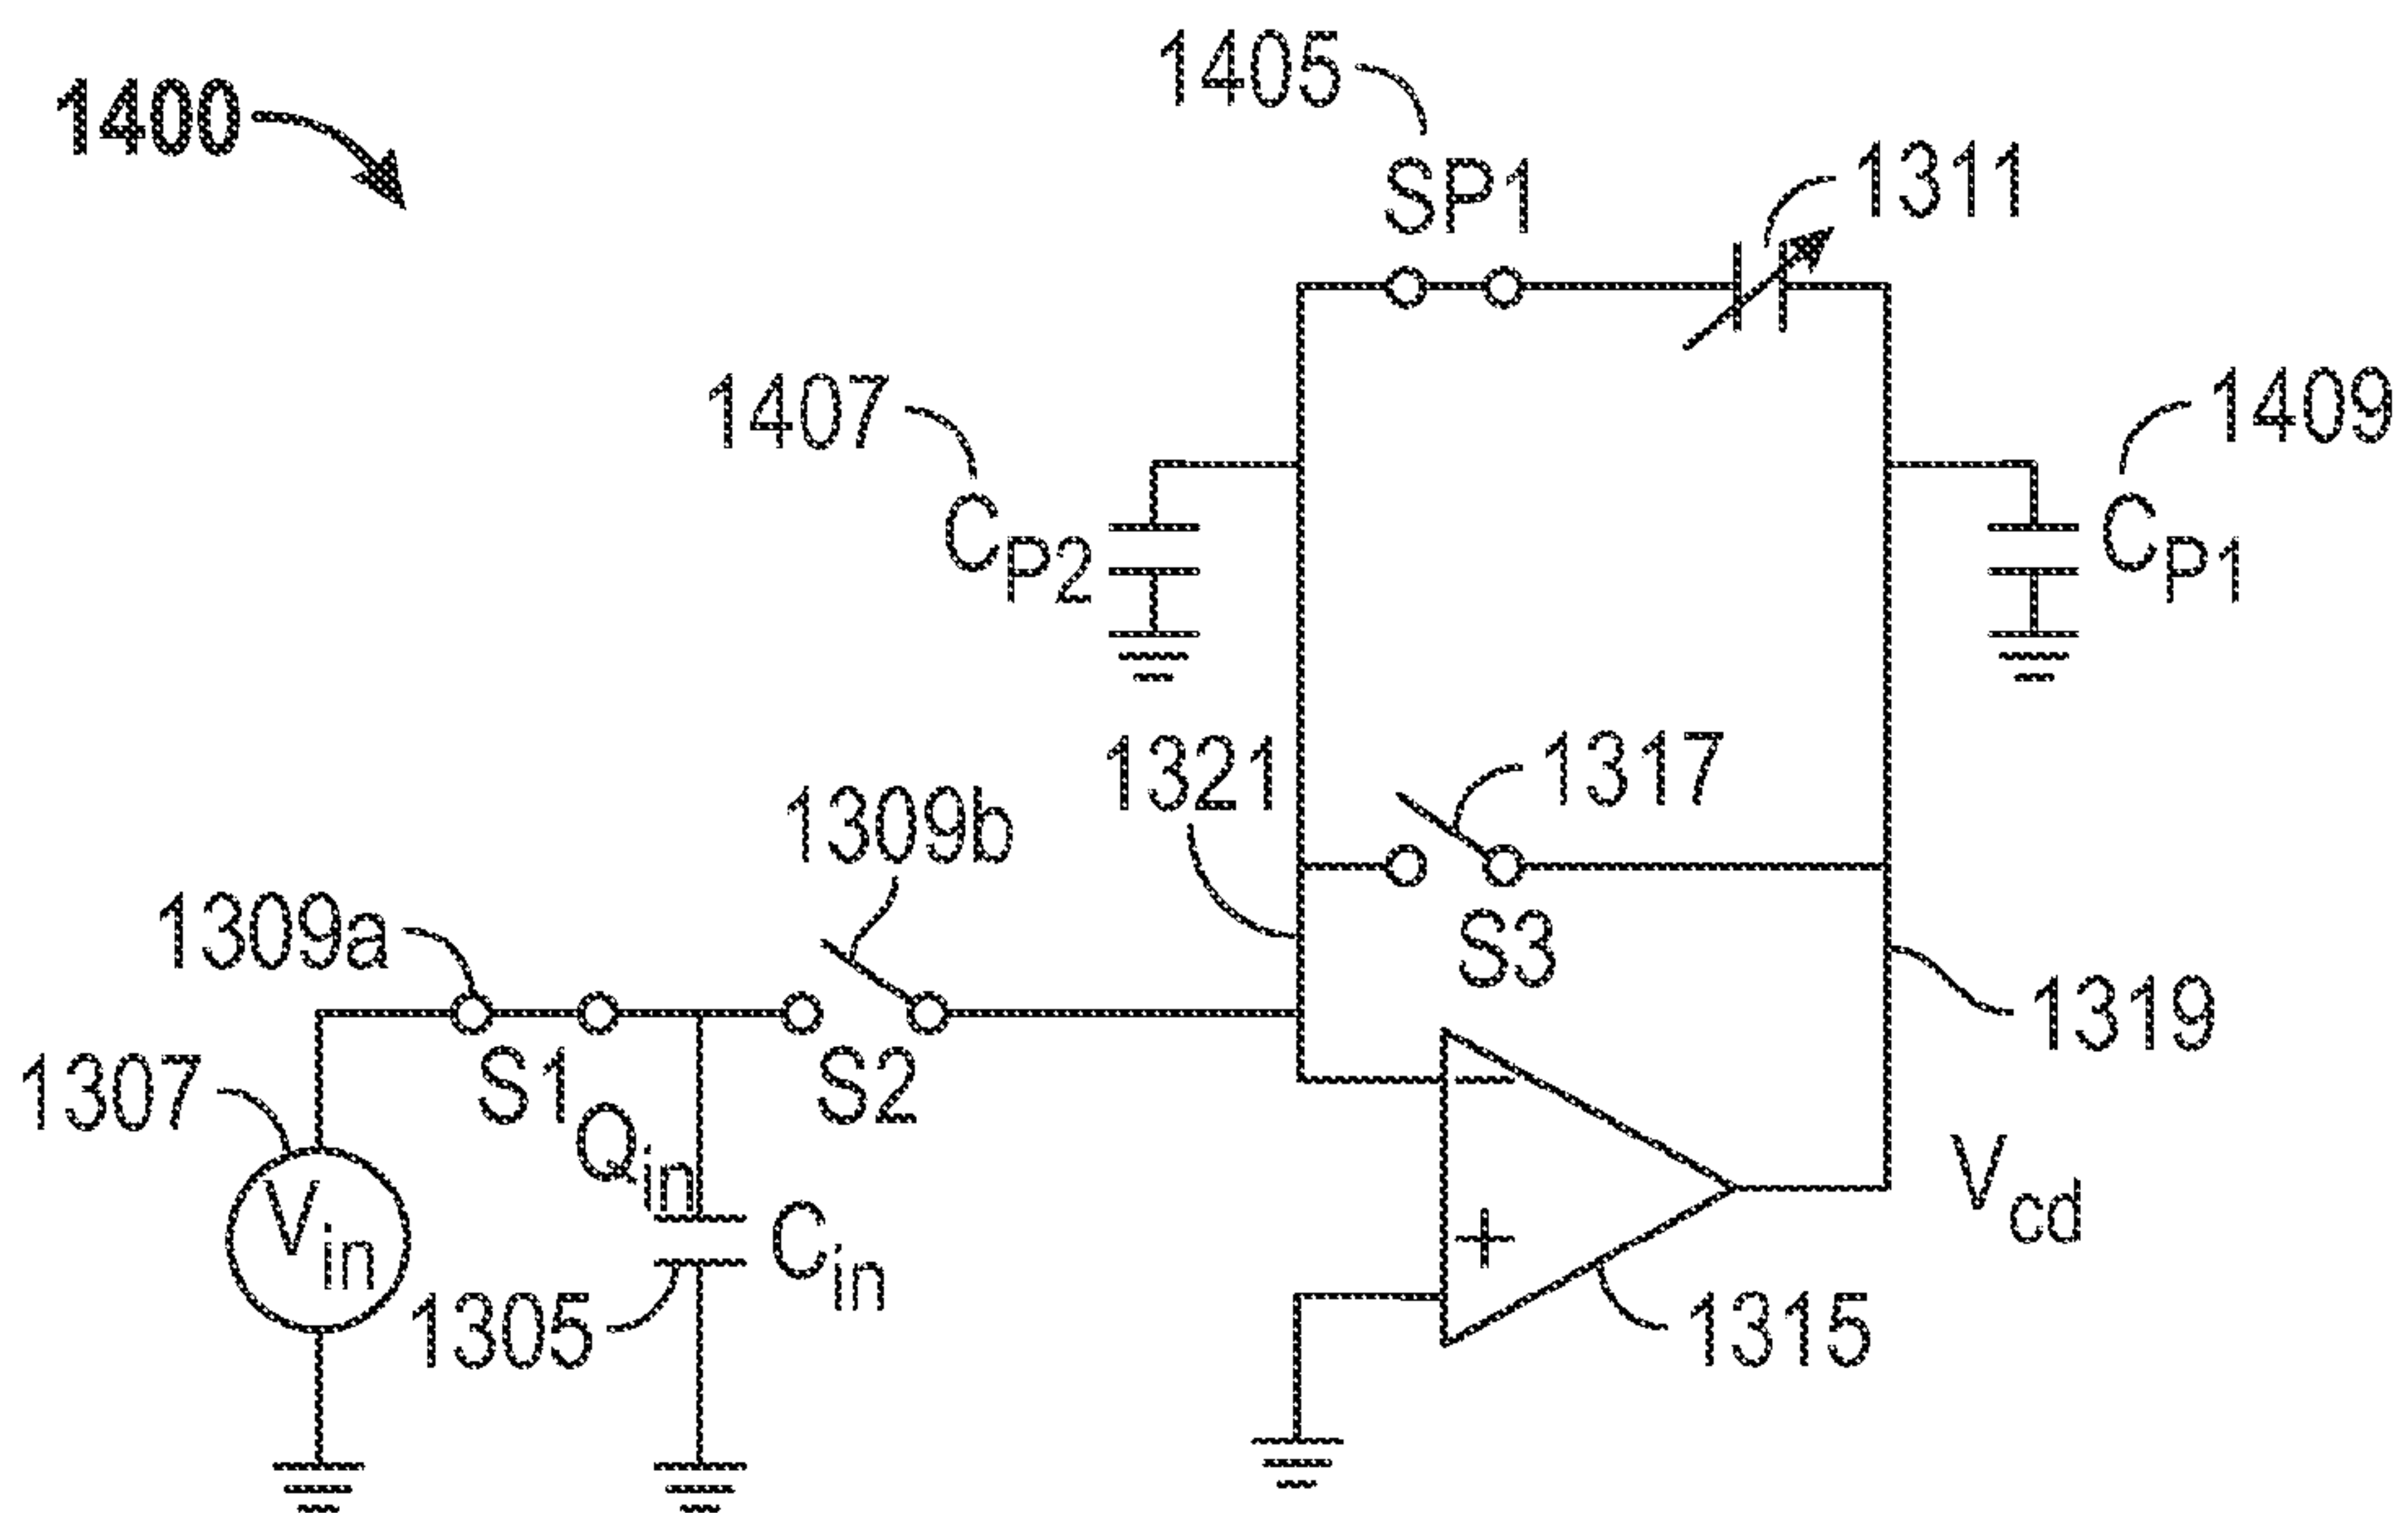 1405
1400
SP1
1311
1407
1409
CP2
CP1
1321
1317
1309b
1309a
S3
1319
S1
S2
1307
Qin
Vin
Cin
Vcd
−
+
1305
1315